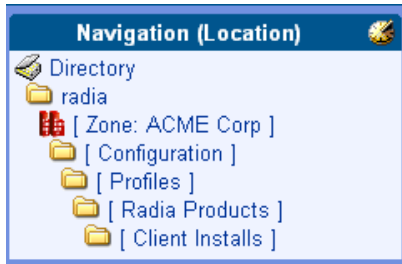 Navigation (Location)
Directory
radia
[ Zone: ACME Corp ]
[ Configuration ]
[ Profiles ]
[ Radia Products ]
[ Client Installs ]